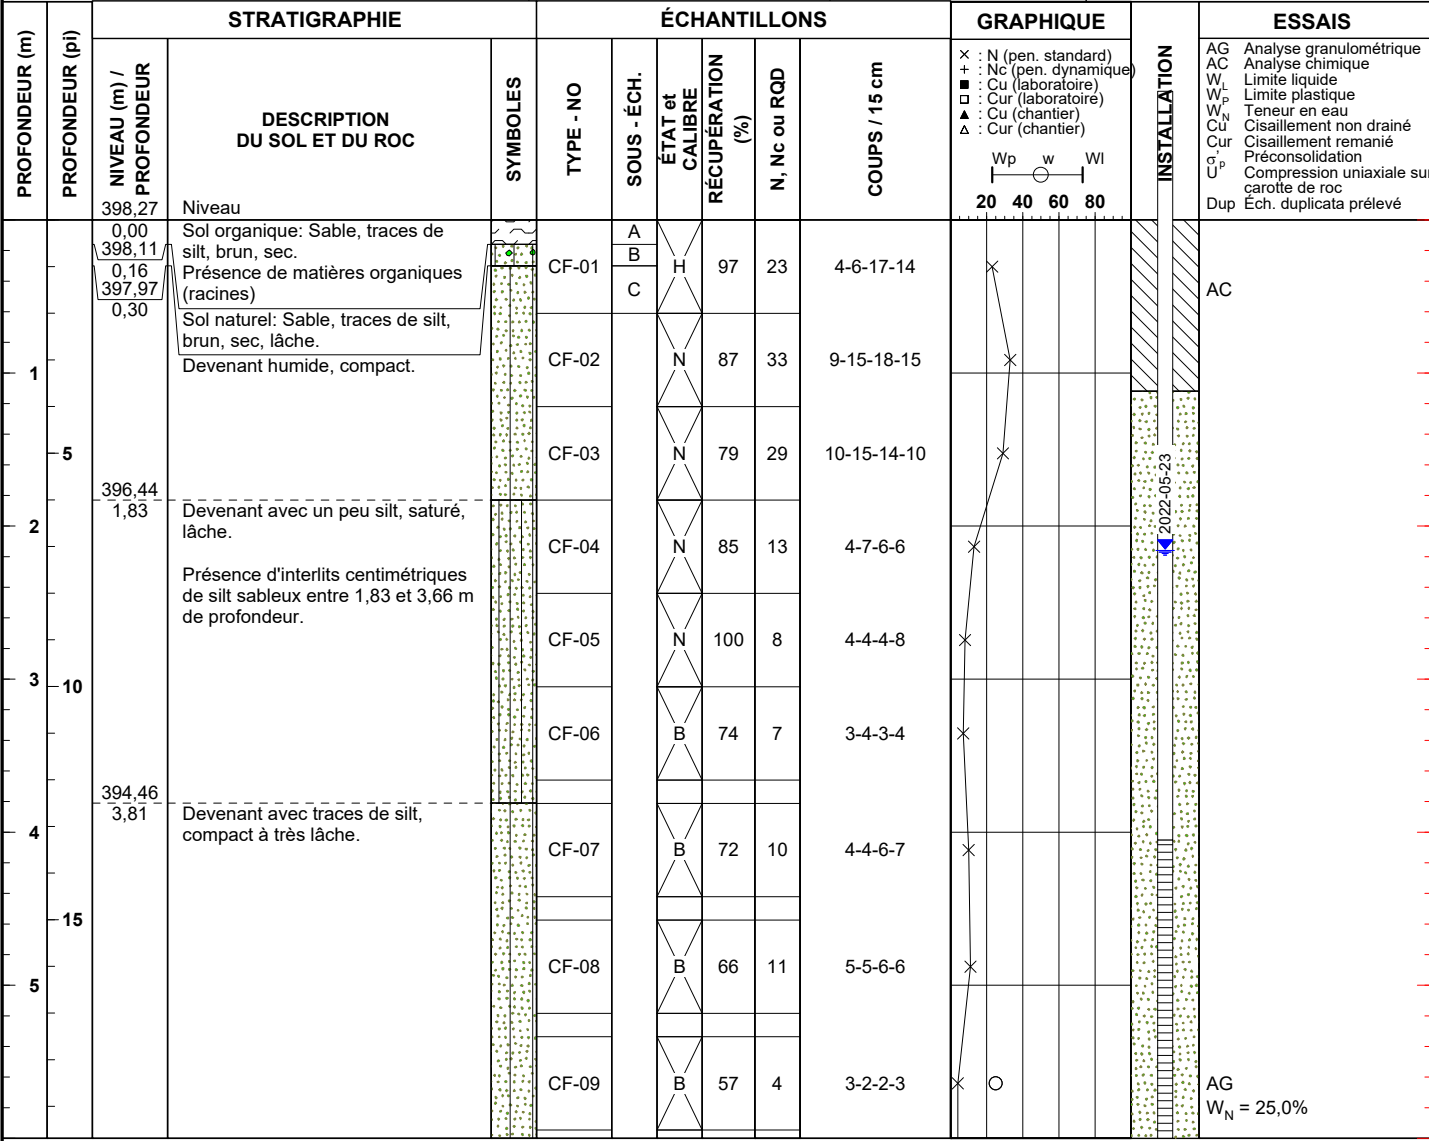 STRATIGRAPHIE
ÉCHANTILLONS
GRAPHIQUE
ESSAIS
PROFONDEUR (m)
PROFONDEUR (pi)
NIVEAU (m) /
PROFONDEUR
DESCRIPTION
DU SOL ET DU ROC
SYMBOLES
TYPE - NO
SOUS - ÉCH.
ÉTAT et
CALIBRE
RÉCUPÉRATION
(%)
N, Nc ou RQD
COUPS / 15 cm
× : N (pen. standard)
+ : Nc (pen. dynamique)
■ : Cu (laboratoire)
□ : Cur (laboratoire)
▲ : Cu (chantier)
△ : Cur (chantier)
Wp w Wl
20 40 60 80
INSTALLATION
AG Analyse granulométrique
AC Analyse chimique
W_L Limite liquide
W_P Limite plastique
W_N Teneur en eau
Cu Cisaillement non drainé
Cur Cisaillement remanié
σ'_p Préconsolidation
U Compression uniaxiale sur
carotte de roc
Dup Éch. duplicata prélevé
398,27 Niveau
0,00 Sol organique: Sable, traces de
398,11 silt, brun, sec.
0,16 Présence de matières organiques
397,97 (racines)
0,30 Sol naturel: Sable, traces de silt,
brun, sec, lâche.
Devenant humide, compact.
396,44
1,83 Devenant avec un peu silt, saturé,
lâche.
Présence d'interlits centimétriques
de silt sableux entre 1,83 et 3,66 m
de profondeur.
394,46
3,81 Devenant avec traces de silt,
compact à très lâche.
1
2
3
4
5
5
10
15
A
B
C
CF-01 H 97 23 4-6-17-14
AC
CF-02 N 87 33 9-15-18-15
CF-03 N 79 29 10-15-14-10
2022-05-23
CF-04 N 85 13 4-7-6-6
CF-05 N 100 8 4-4-4-8
CF-06 B 74 7 3-4-3-4
CF-07 B 72 10 4-4-6-7
CF-08 B 66 11 5-5-6-6
CF-09 B 57 4 3-2-2-3
AG
W_N = 25,0%